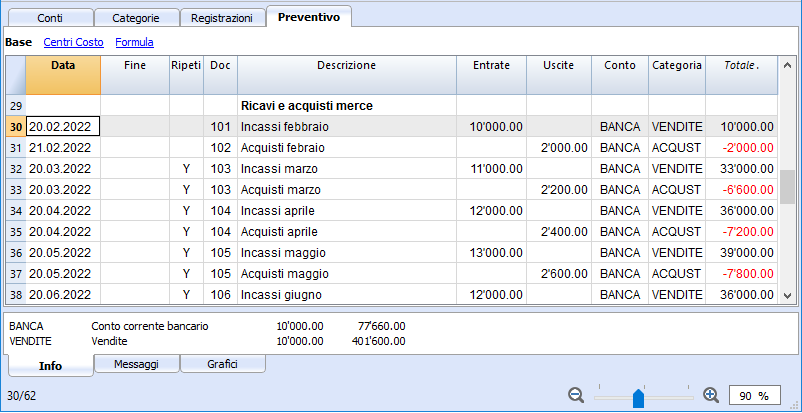 Conti Categorie Registrazioni Preventivo
Base Centri Costo Formula
Data Fine Ripeti Doc Descrizione Entrate Uscite Conto Categoria Totale .
29 Ricavi e acquisti merce
30 20.02.2022 101 Incassi febbraio 10'000.00 BANCA VENDITE 10'000.00
31 21.02.2022 102 Acquisti febraio 2'000.00 BANCA ACQUST -2'000.00
32 20.03.2022 Y 103 Incassi marzo 11'000.00 BANCA VENDITE 33'000.00
33 20.03.2022 Y 103 Acquisti marzo 2'200.00 BANCA ACQUST -6'600.00
34 20.04.2022 Y 104 Incassi aprile 12'000.00 BANCA VENDITE 36'000.00
35 20.04.2022 Y 104 Acquisti aprile 2'400.00 BANCA ACQUST -7'200.00
36 20.05.2022 Y 105 Incassi maggio 13'000.00 BANCA VENDITE 39'000.00
37 20.05.2022 Y 105 Acquisti maggio 2'600.00 BANCA ACQUST -7'800.00
38 20.06.2022 Y 106 Incassi giugno 12'000.00 BANCA VENDITE 36'000.00
BANCA Conto corrente bancario 10'000.00 77'660.00
VENDITE Vendite 10'000.00 401'600.00
Info Messaggi Grafici
30/62 90 %